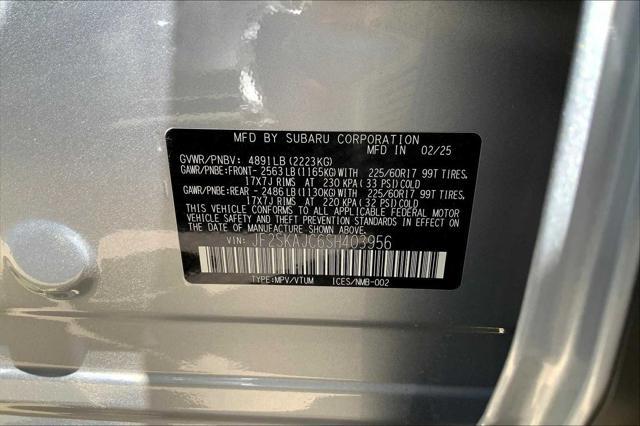 MFD BY SUBARU CORPORATION
MFD IN 02/25
GVWR/PNBV: 4891LB (2223KG)
GAWR/PNBE:FRONT- 2563LB(1165KG)WITH 225/60R17 99T TIRES,
17X7J RIMS AT 230 KPA(33 PSI)COLD
GAWR/PNBE:REAR - 2486LB(1130KG)WITH 225/60R17 99T TIRES,
17X7J RIMS AT 220 KPA(32 PSI)COLD
THIS VEHICLE CONFORMS TO ALL APPLICABLE FEDERAL MOTOR
VEHICLE SAFETY AND THEFT PREVENTION STANDARDS IN EFFECT
ON THE DATE OF MANUFACTURE SHOWN ABOVE.
VIN: JF2SKAJC6SH403956
TYPE:MPV/VTUM ICES/NMB-002